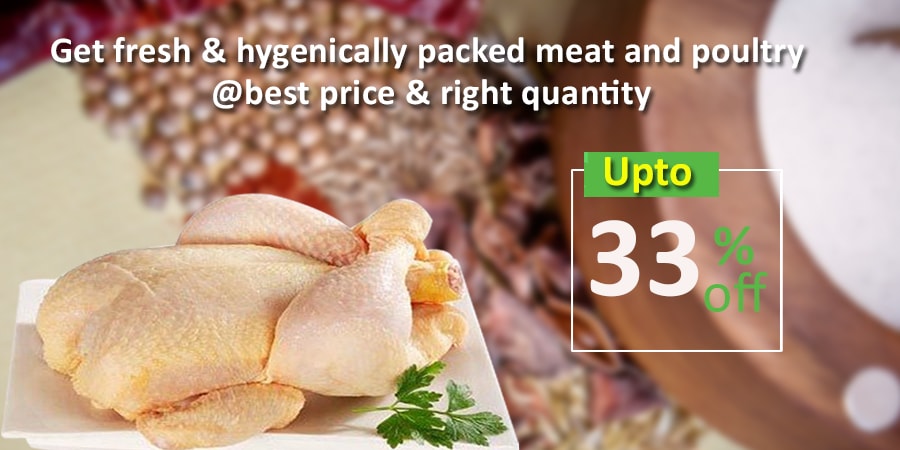 Get fresh & hygenically packed meat and poultry
@best price & right quantity
Upto
33%
off